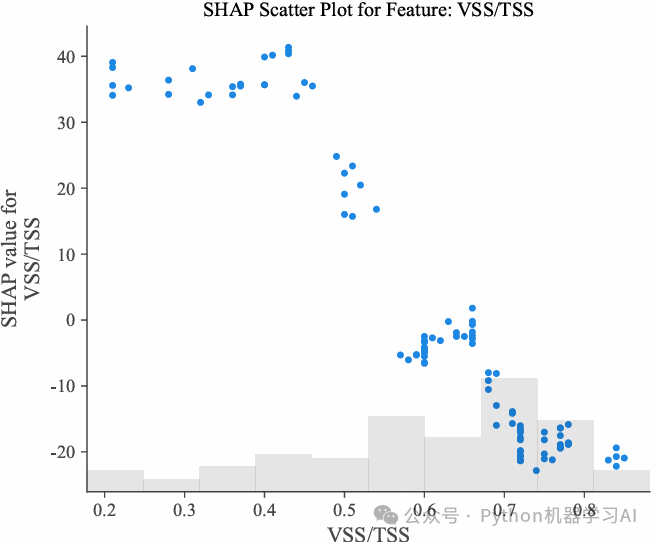 SHAP Scatter Plot for Feature: VSS/TSS
SHAP value for
VSS/TSS
40
30
20
10
0
-10
-20
0.2 0.3 0.4 0.5 0.6 0.7 0.8
VSS/TSS
公众号 · Python机器学习AI